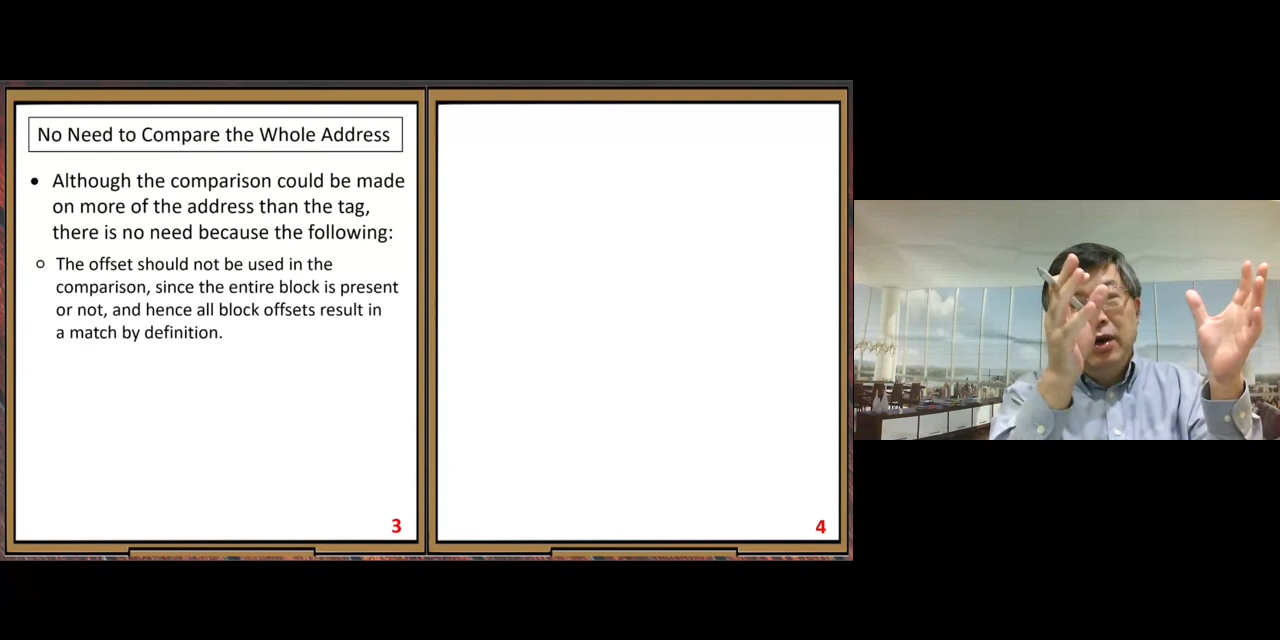 No Need to Compare the Whole Address
• Although the comparison could be made
on more of the address than the tag,
there is no need because the following:
o The offset should not be used in the
comparison, since the entire block is present
or not, and hence all block offsets result in
a match by definition.
3
4